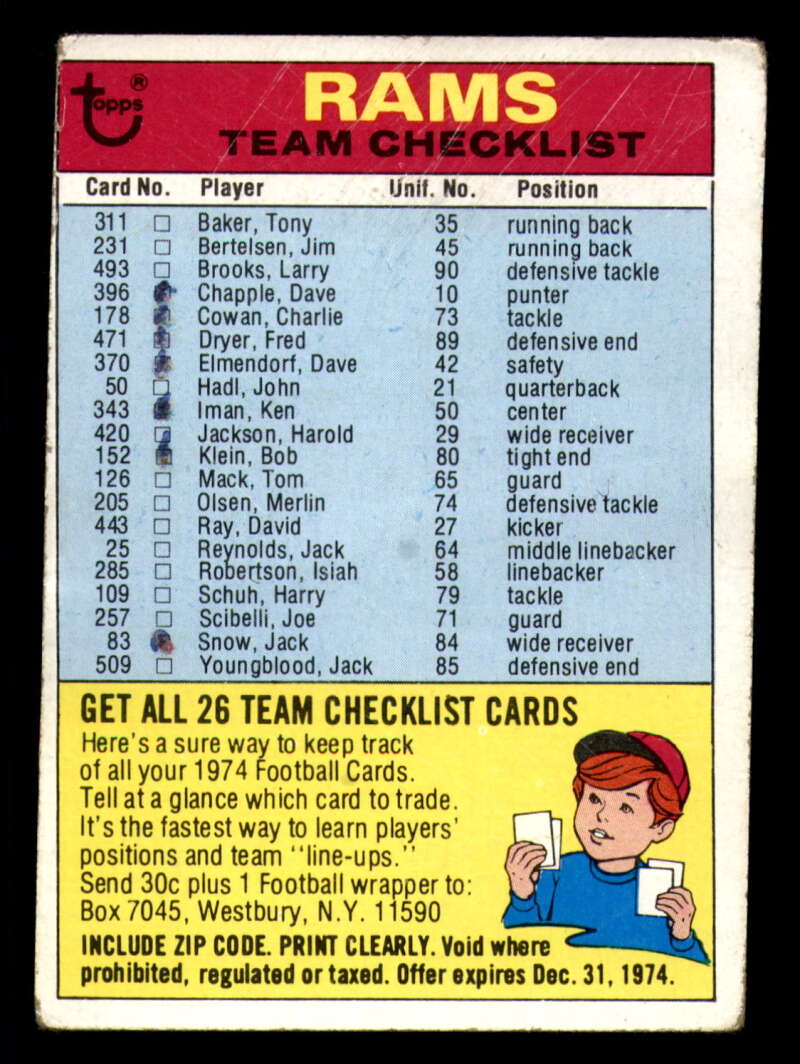 topps®
RAMS
TEAM CHECKLIST
Card No. Player Unif. No. Position
311 □ Baker, Tony 35 running back
231 □ Bertelsen, Jim 45 running back
493 □ Brooks, Larry 90 defensive tackle
396 Chapple, Dave 10 punter
178 Cowan, Charlie 73 tackle
471 Dryer, Fred 89 defensive end
370 Elmendorf, Dave 42 safety
50 □ Hadl, John 21 quarterback
343 Iman, Ken 50 center
420 □ Jackson, Harold 29 wide receiver
152 Klein, Bob 80 tight end
126 □ Mack, Tom 65 guard
205 □ Olsen, Merlin 74 defensive tackle
443 □ Ray, David 27 kicker
25 □ Reynolds, Jack 64 middle linebacker
285 □ Robertson, Isiah 58 linebacker
109 □ Schuh, Harry 79 tackle
257 □ Scibelli, Joe 71 guard
83 Snow, Jack 84 wide receiver
509 □ Youngblood, Jack 85 defensive end
GET ALL 26 TEAM CHECKLIST CARDS
Here's a sure way to keep track
of all your 1974 Football Cards.
Tell at a glance which card to trade.
It's the fastest way to learn players'
positions and team "line-ups."
Send 30c plus 1 Football wrapper to:
Box 7045, Westbury, N.Y. 11590
INCLUDE ZIP CODE. PRINT CLEARLY. Void where
prohibited, regulated or taxed. Offer expires Dec. 31, 1974.